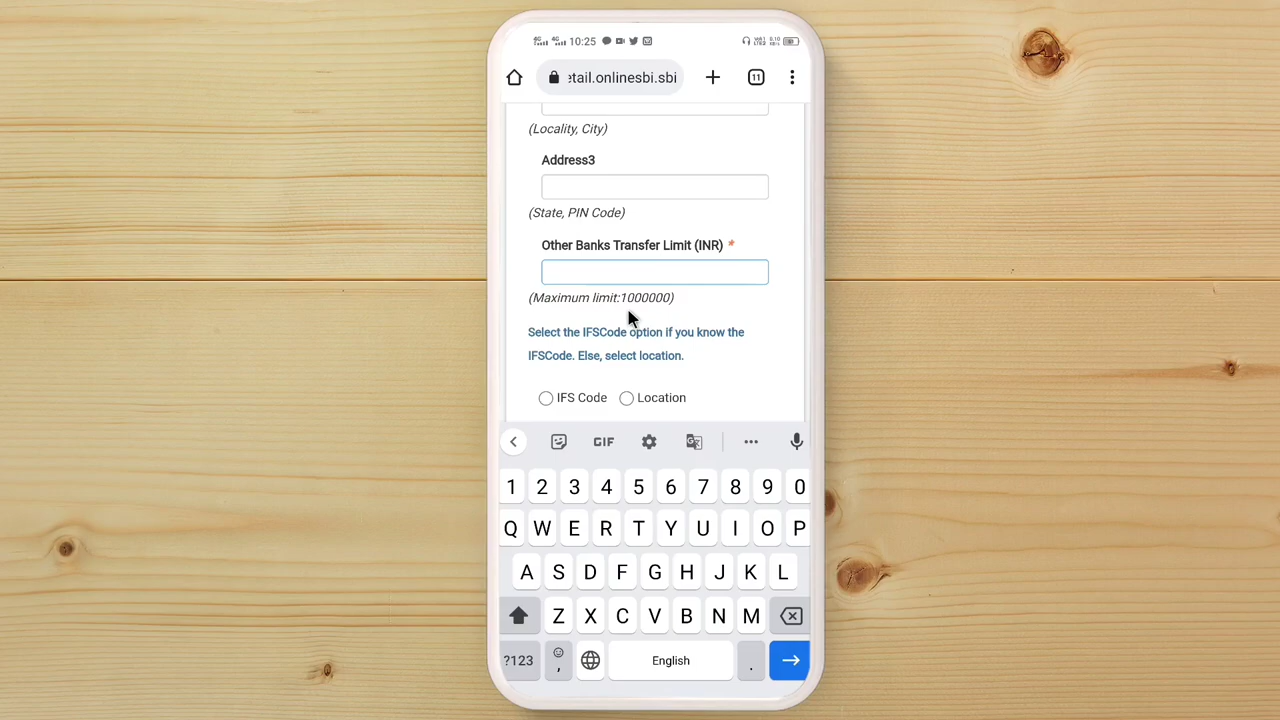 10:25
etail.onlinesbi.sbi
11
(Locality, City)
Address3
(State, PIN Code)
Other Banks Transfer Limit (INR) *
(Maximum limit:1000000)
Select the IFSCode option if you know the
IFSCode. Else, select location.
IFS Code Location
GIF
1 2 3 4 5 6 7 8 9 0
Q W E R T Y U I O P
A S D F G H J K L
Z X C V B N M
?123 , English .